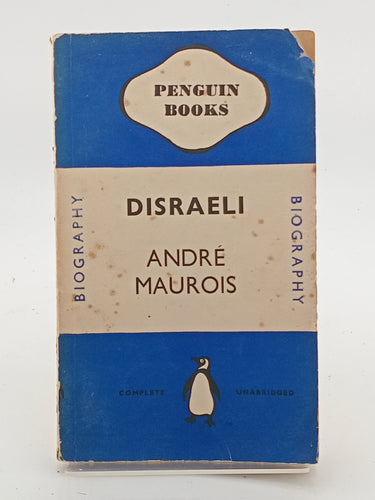 PENGUIN
BOOKS
DISRAELI
ANDRÉ
MAUROIS
BIOGRAPHY
BIOGRAPHY
COMPLETE UNABRIDGED